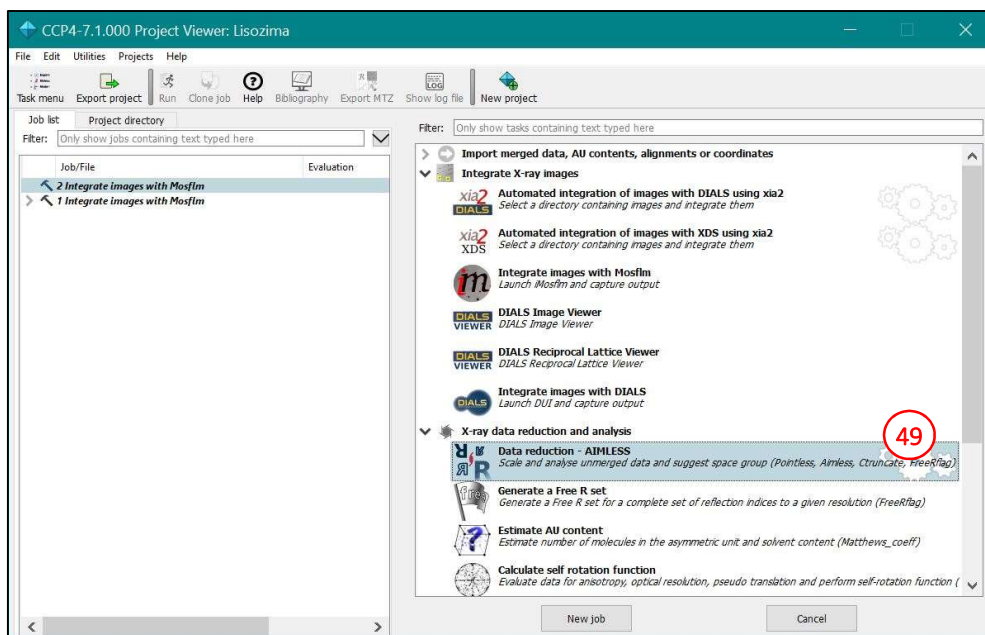 CCP4-7.1.000 Project Viewer: Lisozima
File Edit Utilities Projects Help
Task menu Export project Run Clone job Help Bibliography Export MTZ Show log file New project
LOG
Job list Project directory
Filter: Only show jobs containing text typed here
Job/File Evaluation
2 Integrate images with Mosflm
1 Integrate images with Mosflm
Filter: Only show tasks containing text typed here
Import merged data, AU contents, alignments or coordinates
Integrate X-ray images
xia2 DIALS
Automated integration of images with DIALS using xia2
Select a directory containing images and integrate them
xia2 XDS
Automated integration of images with XDS using xia2
Select a directory containing images and integrate them
im
Integrate images with Mosflm
Launch iMosflm and capture output
DIALS VIEWER
DIALS Image Viewer
DIALS Image Viewer
DIALS VIEWER
DIALS Reciprocal Lattice Viewer
DIALS Reciprocal Lattice Viewer
DIALS
Integrate images with DIALS
Launch DUI and capture output
X-ray data reduction and analysis
49
Data reduction - AIMLESS
Scale and analyse unmerged data and suggest space group (Pointless, Aimless, Ctruncate, FreeRflag)
free
Generate a Free R set
Generate a Free R set for a complete set of reflection indices to a given resolution (FreeRflag)
?
Estimate AU content
Estimate number of molecules in the asymmetric unit and solvent content (Matthews_coeff)
Calculate self rotation function
Evaluate data for anisotropy, optical resolution, pseudo translation and perform self-rotation function (
New job Cancel